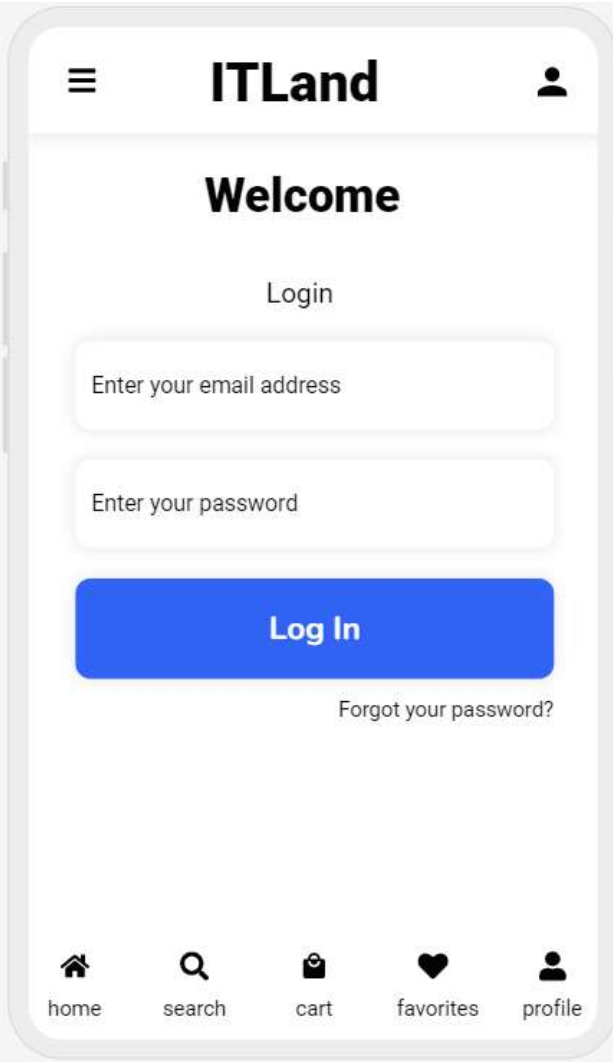 ITLand
Welcome
Login
Enter your email address
Enter your password
Log In
Forgot your password?
home search cart favorites profile